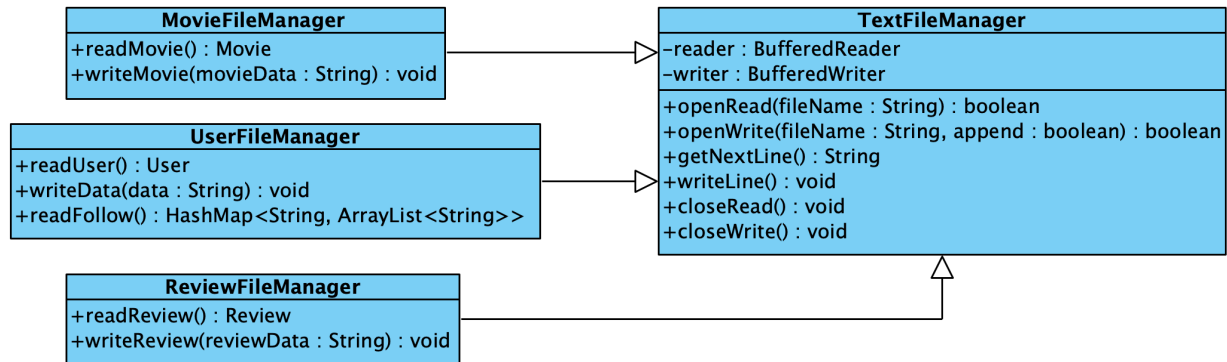 MovieFileManager
+readMovie() : Movie
+writeMovie(movieData : String) : void
UserFileManager
+readUser() : User
+writeData(data : String) : void
+readFollow() : HashMap<String, ArrayList<String>>
ReviewFileManager
+readReview() : Review
+writeReview(reviewData : String) : void
TextFileManager
-reader : BufferedReader
-writer : BufferedWriter
+openRead(fileName : String) : boolean
+openWrite(fileName : String, append : boolean) : boolean
+getNextLine() : String
+writeLine() : void
+closeRead() : void
+closeWrite() : void